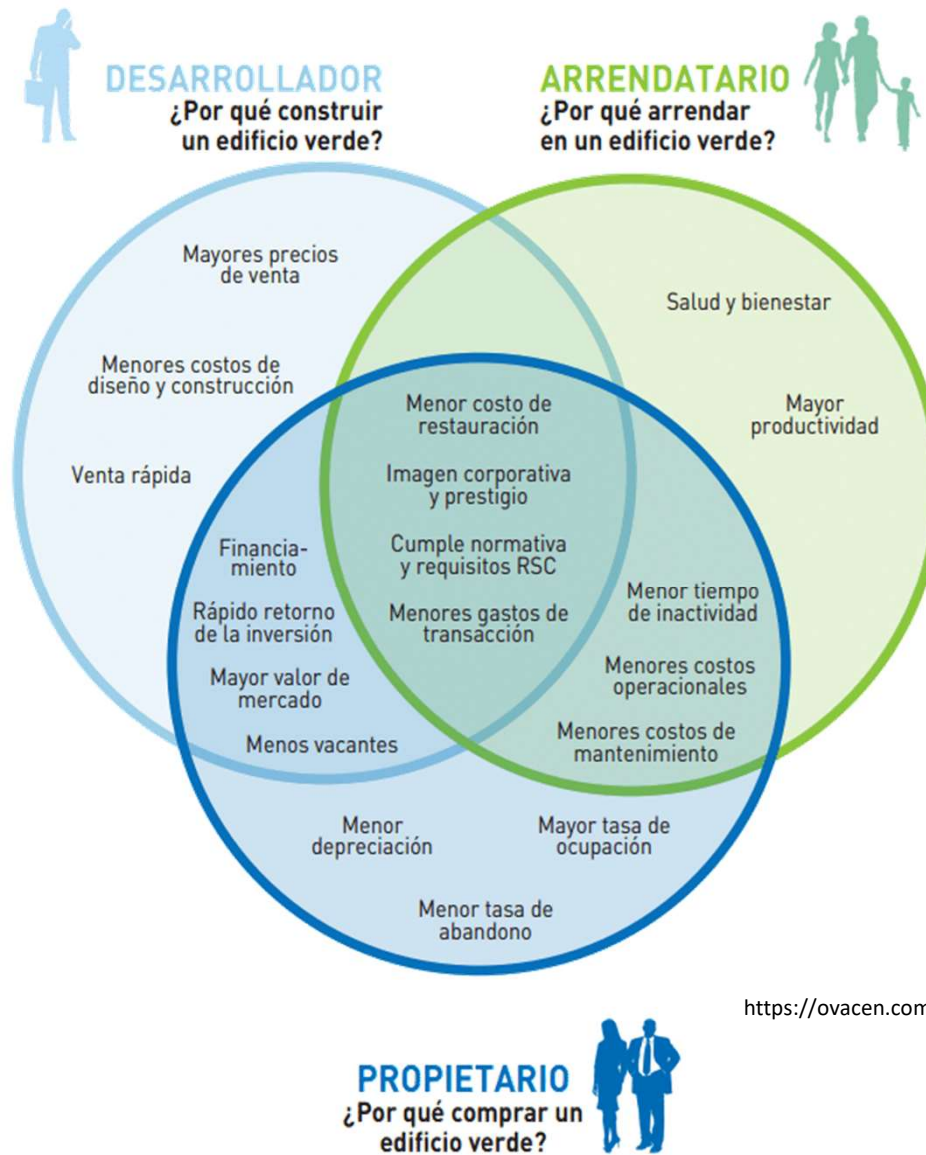 DESARROLLADOR
¿Por qué construir
un edificio verde?
ARRENDATARIO
¿Por qué arrendar
en un edificio verde?
Mayores precios
de venta
Menores costos de
diseño y construcción
Venta rápida
Salud y bienestar
Mayor
productividad
Menor costo de
restauración
Imagen corporativa
y prestigio
Cumple normativa
y requisitos RSC
Menores gastos de
transacción
Financia-
miento
Rápido retorno
de la inversión
Mayor valor de
mercado
Menos vacantes
Menor tiempo
de inactividad
Menores costos
operacionales
Menores costos de
mantenimiento
Menor
depreciación
Mayor tasa de
ocupación
Menor tasa de
abandono
https://ovacen.com
PROPIETARIO
¿Por qué comprar un
edificio verde?